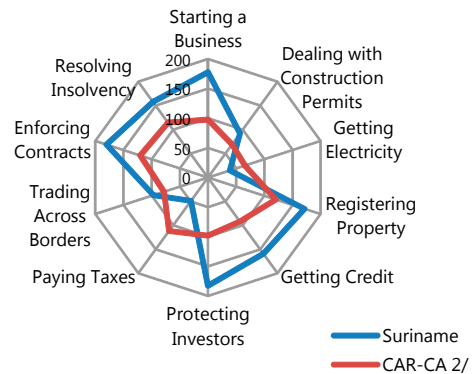 Starting a
Business
Dealing with
Construction
Permits
Getting
Electricity
Registering
Property
Getting Credit
Protecting
Investors
Paying Taxes
Trading
Across
Borders
Enforcing
Contracts
Resolving
Insolvency
200
150
100
50
0
Suriname
CAR-CA 2/